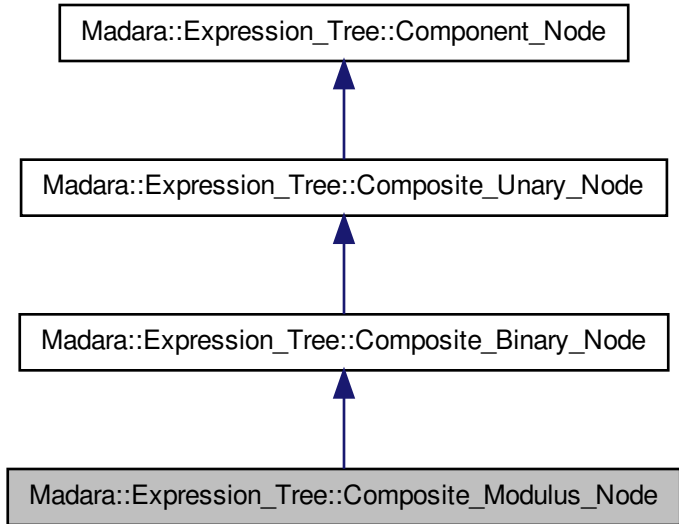 Madara::Expression_Tree::Component_Node
Madara::Expression_Tree::Composite_Unary_Node
Madara::Expression_Tree::Composite_Binary_Node
Madara::Expression_Tree::Composite_Modulus_Node